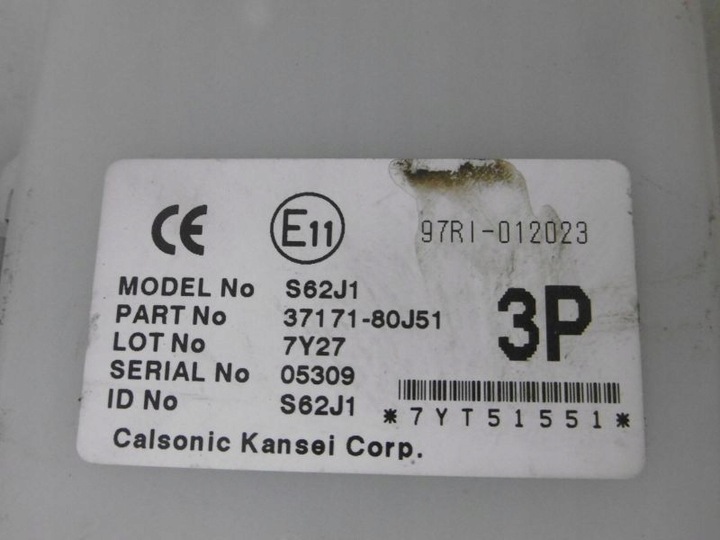 CE E11 97RI-012023
MODEL No S62J1
PART No 37171-80J51
LOT No 7Y27
SERIAL No 05309
ID No S62J1
3P
*7YT51551*
Calsonic Kansei Corp.